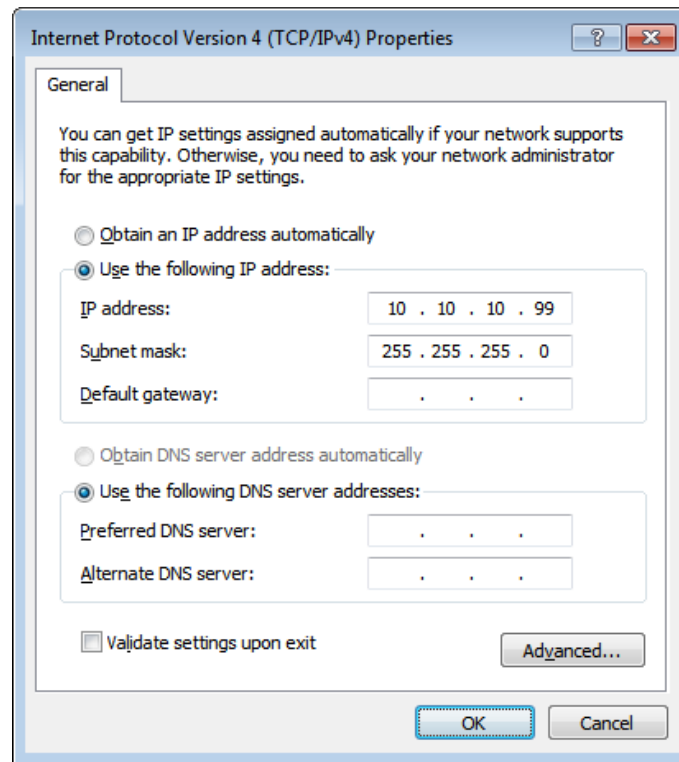 Internet Protocol Version 4 (TCP/IPv4) Properties
General
You can get IP settings assigned automatically if your network supports
this capability. Otherwise, you need to ask your network administrator
for the appropriate IP settings.
Obtain an IP address automatically
Use the following IP address:
IP address: 10 . 10 . 10 . 99
Subnet mask: 255 . 255 . 255 . 0
Default gateway: . . .
Obtain DNS server address automatically
Use the following DNS server addresses:
Preferred DNS server: . . .
Alternate DNS server: . . .
Validate settings upon exit
Advanced...
OK Cancel